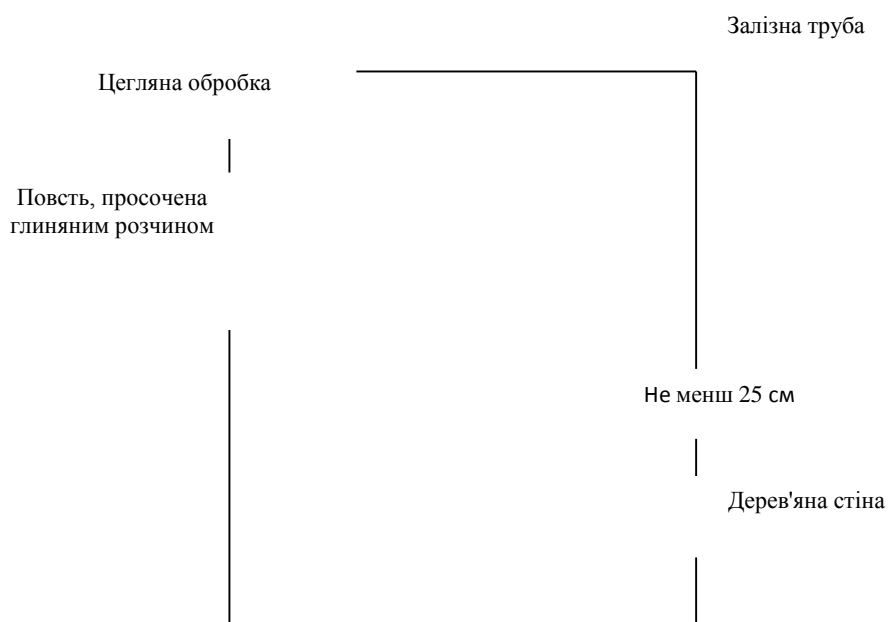 Залізна труба
Цегляна обробка
Повсть, просочена
глиняним розчином
Не менш 25 см
Дерев'яна стіна